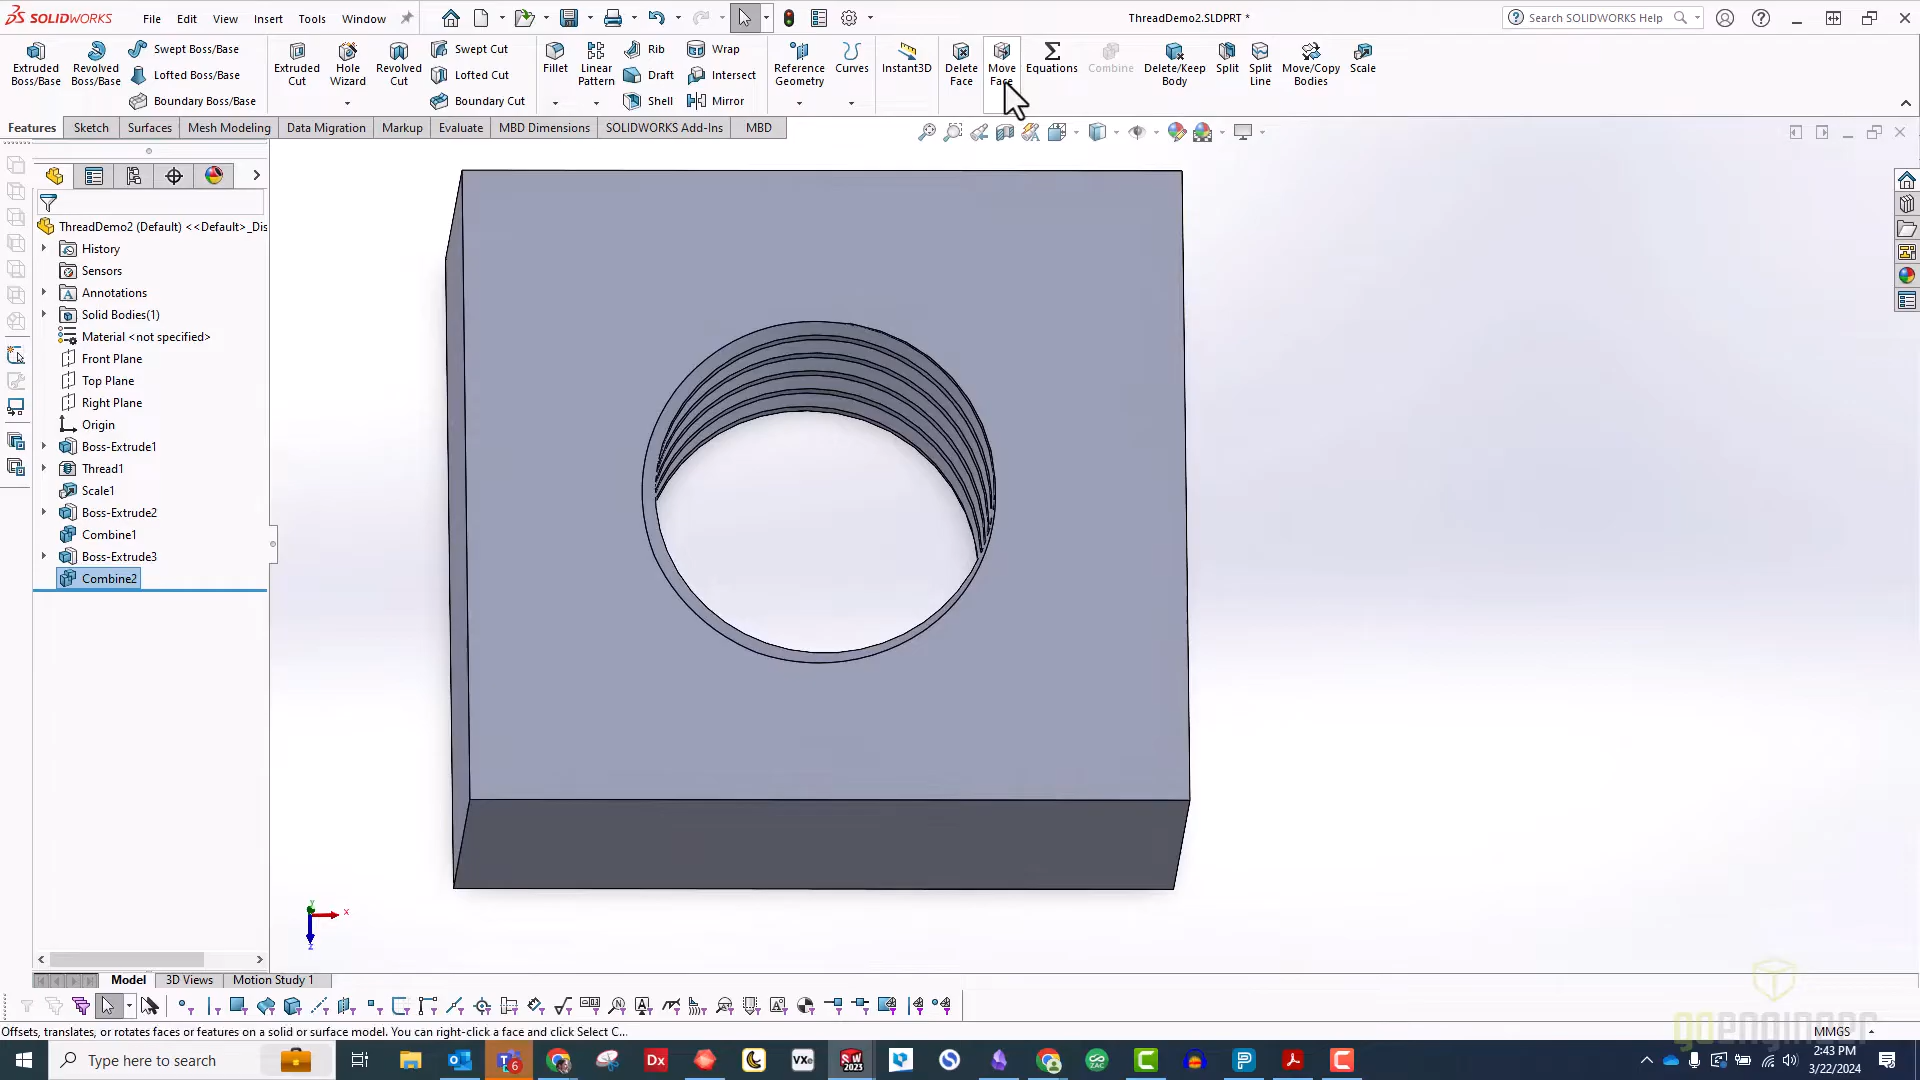 SOLIDWORKS File Edit View Insert Tools Window ThreadDemo2.SLDPRT * Search SOLIDWORKS Help
Extruded Boss/Base
Revolved Boss/Base
Swept Boss/Base
Lofted Boss/Base
Boundary Boss/Base
Extruded Cut
Hole Wizard
Revolved Cut
Swept Cut
Lofted Cut
Boundary Cut
Fillet
Linear Pattern
Rib
Draft
Shell
Wrap
Intersect
Mirror
Reference Geometry
Curves
Instant3D
Delete Face
Move Face
Equations
Combine
Delete/Keep Body
Split
Split Line
Move/Copy Bodies
Scale
Features Sketch Surfaces Mesh Modeling Data Migration Markup Evaluate MBD Dimensions SOLIDWORKS Add-Ins MBD
ThreadDemo2 (Default) <<Default>_Dis
History
Sensors
Annotations
Solid Bodies(1)
Material <not specified>
Front Plane
Top Plane
Right Plane
Origin
Boss-Extrude1
Thread1
Scale1
Boss-Extrude2
Combine1
Boss-Extrude3
Combine2
Y
X
Z
Model 3D Views Motion Study 1
Offsets, translates, or rotates faces or features on a solid or surface model. You can right-click a face and click Select C... MMGS
goengineer
Type here to search
6
Dx
VXe
SW
2023
ZAC
2:43 PM
3/22/2024